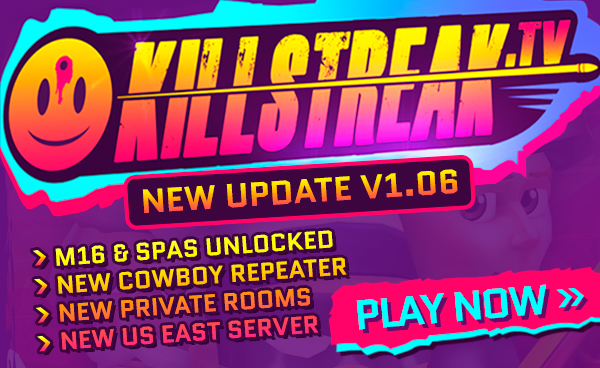 KILLSTREAK.TV
NEW UPDATE V1.06
> M16 & SPAS UNLOCKED
> NEW COWBOY REPEATER
> NEW PRIVATE ROOMS
> NEW US EAST SERVER
PLAY NOW »